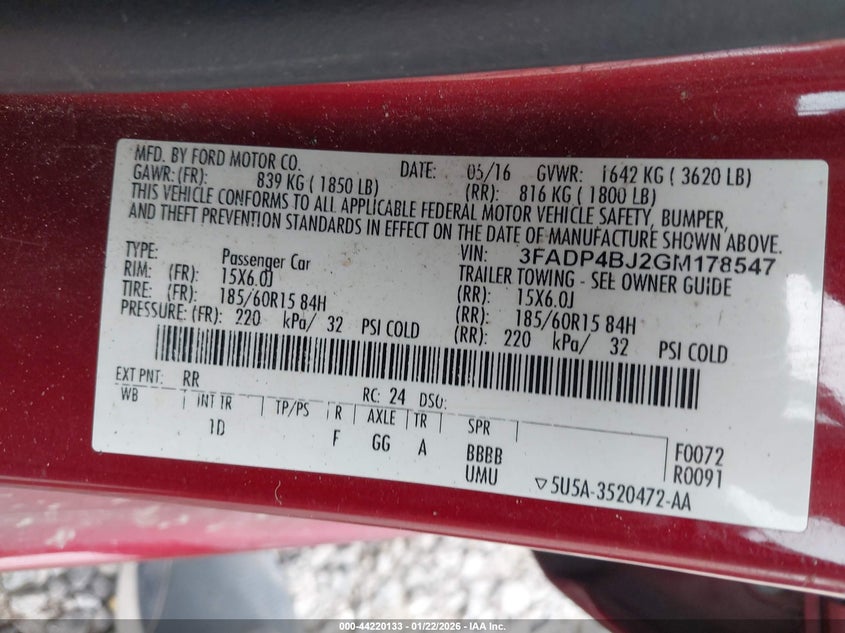 MFD. BY FORD MOTOR CO. DATE: 05/16 GVWR: 1642 KG ( 3620 LB)
GAWR: (FR): 839 KG ( 1850 LB) (RR): 816 KG ( 1800 LB)
THIS VEHICLE CONFORMS TO ALL APPLICABLE FEDERAL MOTOR VEHICLE SAFETY, BUMPER,
AND THEFT PREVENTION STANDARDS IN EFFECT ON THE DATE OF MANUFACTURE SHOWN ABOVE.
VIN: 3FADP4BJ2GM178547
TYPE: Passenger Car TRAILER TOWING - SEE OWNER GUIDE
RIM: (FR): 15X6.0J (RR): 15X6.0J
TIRE: (FR): 185/60R15 84H (RR): 185/60R15 84H
PRESSURE: (FR): 220 kPa/ 32 PSI COLD (RR): 220 kPa/ 32 PSI COLD
EXT PNT: RR RC: 24 DSO:
WB INT TR TP/PS R AXLE TR SPR
1D F GG A BBBB F0072
UMU R0091
▽5U5A-3520472-AA
000-44220133 - 01/22/2026 - IAA Inc.